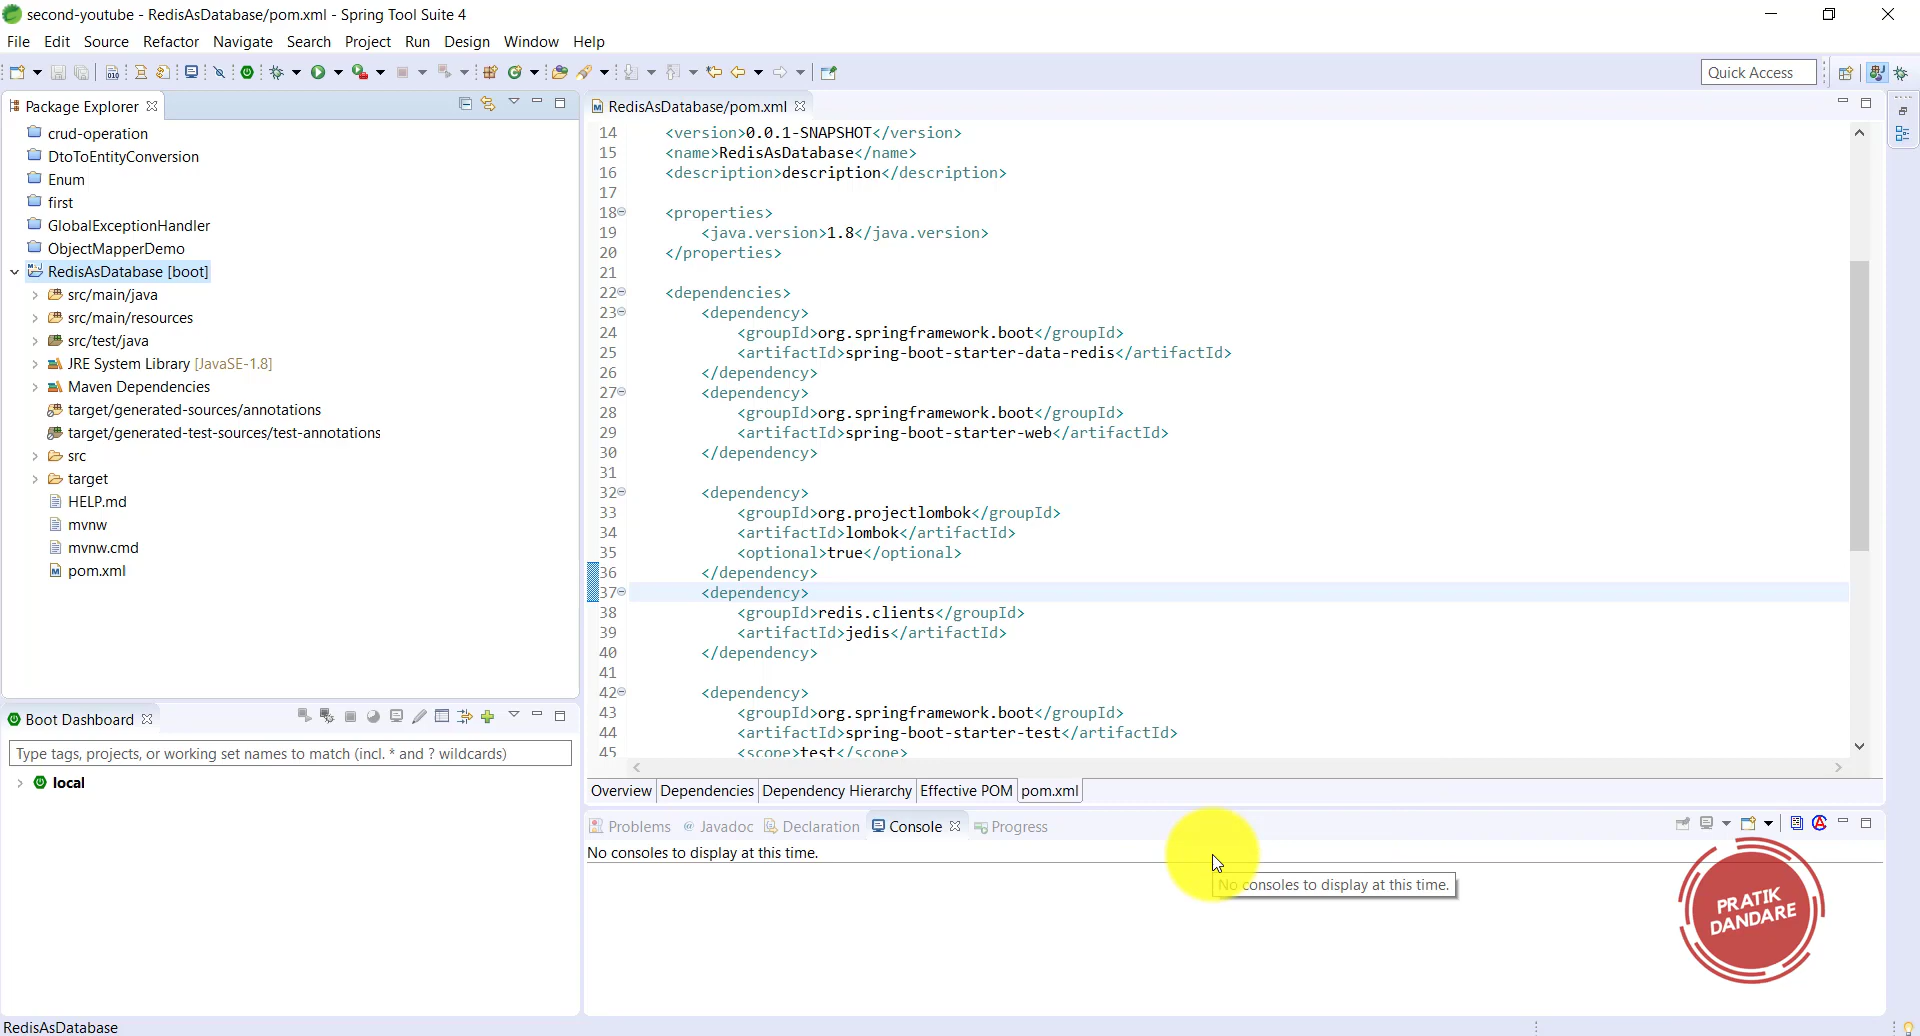 second-youtube - RedisAsDatabase/pom.xml - Spring Tool Suite 4
File Edit Source Refactor Navigate Search Project Run Design Window Help
Quick Access
Package Explorer
crud-operation
DtoToEntityConversion
Enum
first
GlobalExceptionHandler
ObjectMapperDemo
RedisAsDatabase [boot]
src/main/java
src/main/resources
src/test/java
JRE System Library [JavaSE-1.8]
Maven Dependencies
target/generated-sources/annotations
target/generated-test-sources/test-annotations
src
target
HELP.md
mvnw
mvnw.cmd
pom.xml
Boot Dashboard
Type tags, projects, or working set names to match (incl. * and ? wildcards)
local
RedisAsDatabase/pom.xml
14 <version>0.0.1-SNAPSHOT</version>
15 <name>RedisAsDatabase</name>
16 <description>description</description>
17
18 <properties>
19 <java.version>1.8</java.version>
20 </properties>
21
22 <dependencies>
23 <dependency>
24 <groupId>org.springframework.boot</groupId>
25 <artifactId>spring-boot-starter-data-redis</artifactId>
26 </dependency>
27 <dependency>
28 <groupId>org.springframework.boot</groupId>
29 <artifactId>spring-boot-starter-web</artifactId>
30 </dependency>
31
32 <dependency>
33 <groupId>org.projectlombok</groupId>
34 <artifactId>lombok</artifactId>
35 <optional>true</optional>
36 </dependency>
37 <dependency>
38 <groupId>redis.clients</groupId>
39 <artifactId>jedis</artifactId>
40 </dependency>
41
42 <dependency>
43 <groupId>org.springframework.boot</groupId>
44 <artifactId>spring-boot-starter-test</artifactId>
45 <scope>test</scope>
Overview Dependencies Dependency Hierarchy Effective POM pom.xml
Problems Javadoc Declaration Console Progress
No consoles to display at this time.
No consoles to display at this time.
PRATIK
DANDARE
RedisAsDatabase